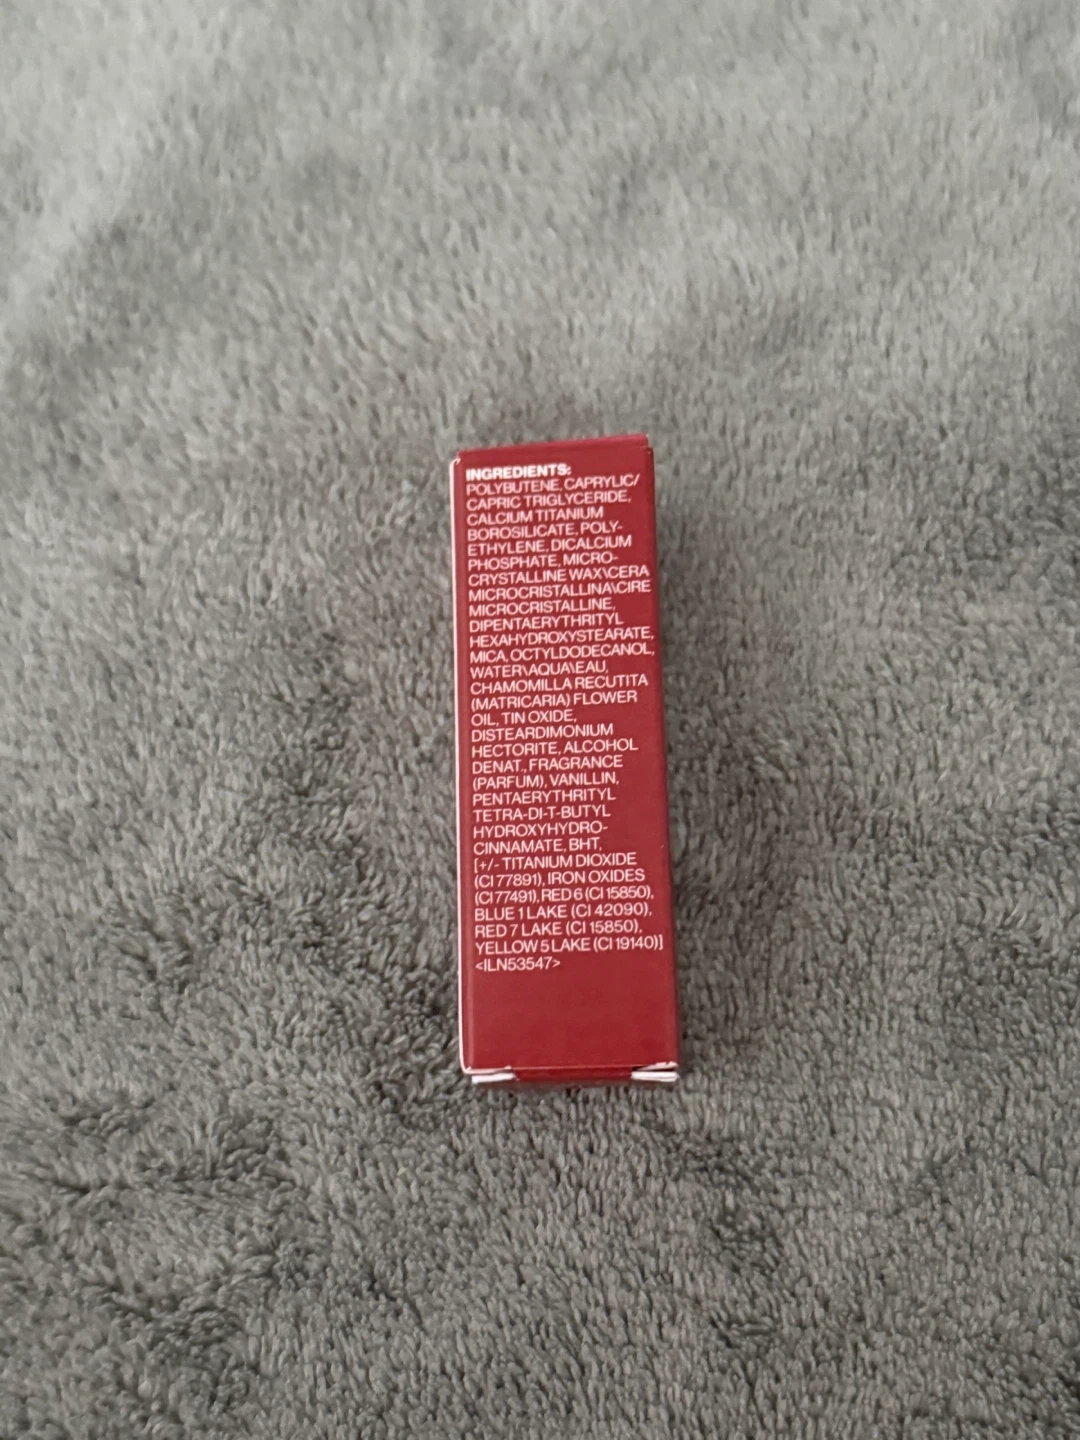 INGREDIENTS:
POLYBUTENE, CAPRYLIC/
CAPRIC TRIGLYCERIDE,
CALCIUM TITANIUM
BOROSILICATE, POLY-
ETHYLENE, DICALCIUM
PHOSPHATE, MICRO-
CRYSTALLINE WAX\CERA
MICROCRISTALLINA\CIRE
MICROCRISTALLINE,
DIPENTAERYTHRITYL
HEXAHYDROXYSTEARATE,
MICA, OCTYLDODECANOL,
WATER\AQUA\EAU,
CHAMOMILLA RECUTITA
(MATRICARIA) FLOWER
OIL, TIN OXIDE,
DISTEARDIMONIUM
HECTORITE, ALCOHOL
DENAT., FRAGRANCE
(PARFUM), VANILLIN,
PENTAERYTHRITYL
TETRA-DI-T-BUTYL
HYDROXYHYDRO-
CINNAMATE, BHT,
[+/- TITANIUM DIOXIDE
(CI 77891), IRON OXIDES
(CI 77491), RED 6 (CI 15850),
BLUE 1 LAKE (CI 42090),
RED 7 LAKE (CI 15850),
YELLOW 5 LAKE (CI 19140)]
<ILN53547>